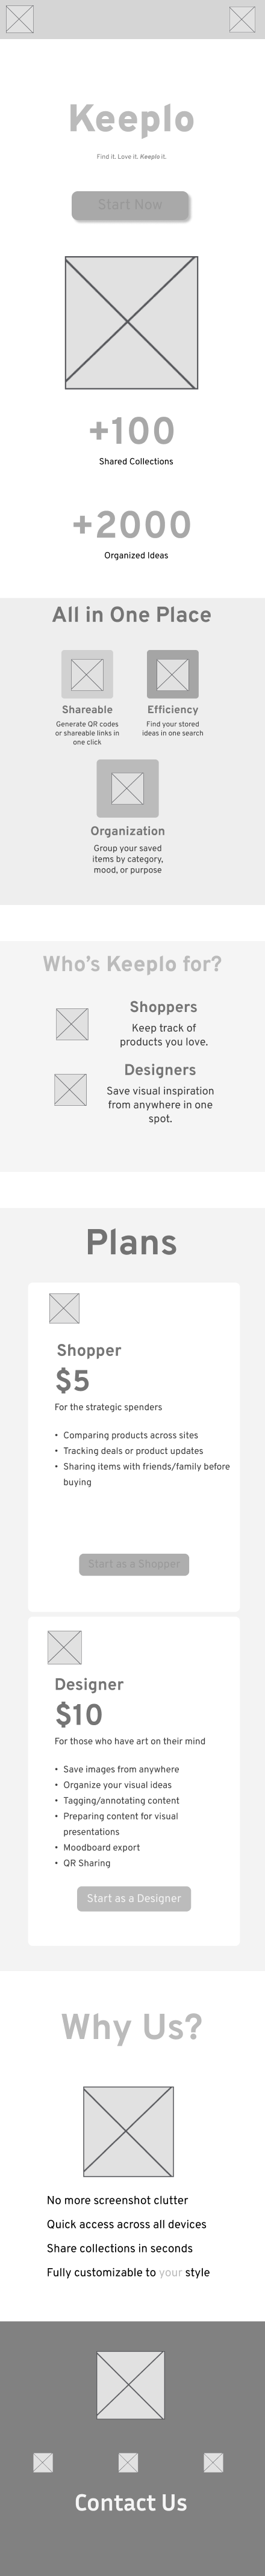 Keeplo
Find it. Love it. Keeplo it.
Start Now
+100
Shared Collections
+2000
Organized Ideas
All in One Place
Shareable
Generate QR codes
or shareable links in
one click
Efficiency
Find your stored
ideas in one search
Organization
Group your saved
items by category,
mood, or purpose
Who's Keeplo for?
Shoppers
Keep track of
products you love.
Designers
Save visual inspiration
from anywhere in one
spot.
Plans
Shopper
$5
For the strategic spenders
• Comparing products across sites
• Tracking deals or product updates
• Sharing items with friends/family before
buying
Start as a Shopper
Designer
$10
For those who have art on their mind
• Save images from anywhere
• Organize your visual ideas
• Tagging/annotating content
• Preparing content for visual
presentations
• Moodboard export
• QR Sharing
Start as a Designer
Why Us?
No more screenshot clutter
Quick access across all devices
Share collections in seconds
Fully customizable to your style
Contact Us